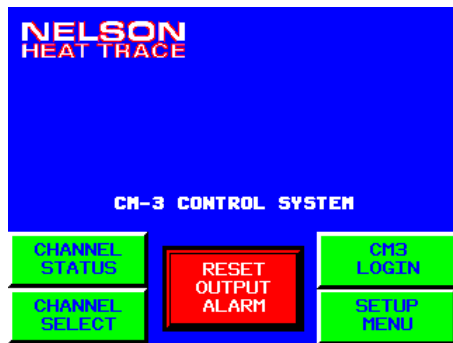 NELSON
HEAT TRACE
CM-3 CONTROL SYSTEM
CHANNEL
STATUS
RESET
OUTPUT
ALARM
CM3
LOGIN
CHANNEL
SELECT
SETUP
MENU